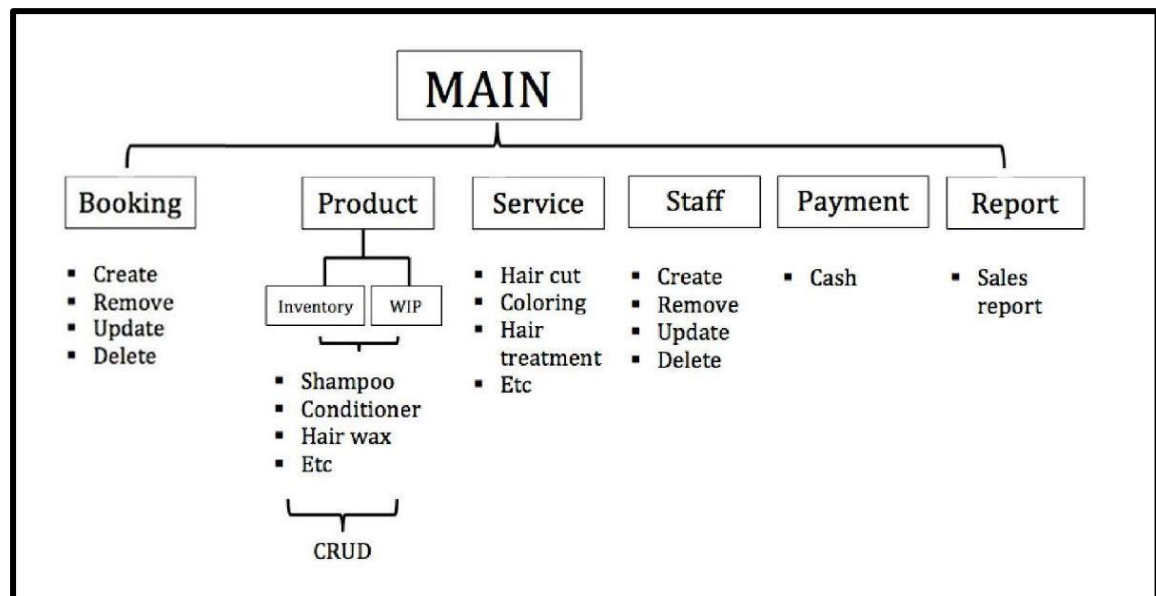 MAIN
Booking
Product
Service
Staff
Payment
Report
▪ Create
▪ Remove
▪ Update
▪ Delete
Inventory
WIP
▪ Shampoo
▪ Conditioner
▪ Hair wax
▪ Etc
CRUD
▪ Hair cut
▪ Coloring
▪ Hair
treatment
▪ Etc
▪ Create
▪ Remove
▪ Update
▪ Delete
▪ Cash
▪ Sales
report